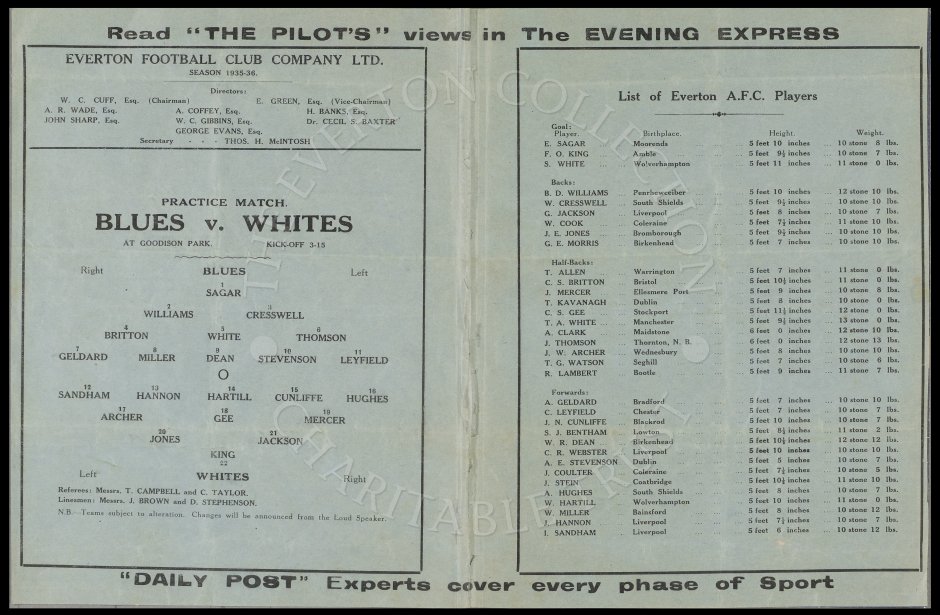 Read "THE PILOT'S" views in The EVENING EXPRESS
EVERTON FOOTBALL CLUB COMPANY LTD.
SEASON 1935-36.
Directors:
W. C. CUFF, Esq. (Chairman) E. GREEN, Esq. (Vice-Chairman)
A. R. WADE, Esq. A. COFFEY, Esq. H. BANKS, Esq.
JOHN SHARP, Esq. W. C. GIBBINS, Esq. Dr. CECIL S. BAXTER
GEORGE EVANS, Esq.
Secretary - - - THOS. H. McINTOSH
PRACTICE MATCH.
BLUES v. WHITES
AT GOODISON PARK. KICK-OFF 3-15
Right BLUES Left
1
SAGAR
2 3
WILLIAMS CRESSWELL
4 5 6
BRITTON WHITE THOMSON
7 8 9 10 11
GELDARD MILLER DEAN STEVENSON LEYFIELD
O
12 13 14 15 16
SANDHAM HANNON HARTILL CUNLIFFE HUGHES
17 18 19
ARCHER GEE MERCER
20 21
JONES JACKSON
KING
22
Left WHITES Right
Referees: Messrs. T. CAMPBELL and C. TAYLOR.
Linesmen: Messrs. J. BROWN and D. STEPHENSON.
N.B.—Teams subject to alteration. Changes will be announced from the Loud Speaker.
List of Everton A.F.C. Players
Goal:
Player. Birthplace. Height. Weight.
E. SAGAR ... Moorends ... 5 feet 10 inches ... 10 stone 8 lbs.
F. O. KING ... Amble ... 5 feet 9½ inches ... 10 stone 7 lbs.
S. WHITE ... Wolverhampton ... 5 feet 11 inches ... 11 stone 0 lbs.
Backs:
B. D. WILLIAMS ... Penrhewceiber ... 5 feet 10 inches ... 12 stone 10 lbs.
W. CRESSWELL ... South Shields ... 5 feet 9½ inches ... 10 stone 10 lbs.
G. JACKSON ... Liverpool ... 5 feet 8 inches ... 10 stone 7 lbs.
W. COOK ... Coleraine ... 5 feet 7½ inches ... 11 stone 10 lbs.
J. E. JONES ... Bromborough ... 5 feet 9½ inches ... 10 stone 10 lbs.
G. E. MORRIS ... Birkenhead ... 5 feet 7 inches ... 10 stone 10 lbs.
Half-Backs:
T. ALLEN ... Warrington ... 5 feet 7 inches ... 11 stone 0 lbs.
C. S. BRITTON ... Bristol ... 5 feet 10½ inches ... 11 stone 0 lbs.
J. MERCER ... Ellesmere Port ... 5 feet 9 inches ... 10 stone 8 lbs.
T. KAVANAGH ... Dublin ... 5 feet 8 inches ... 10 stone 0 lbs.
C. S. GEE ... Stockport ... 5 feet 11½ inches ... 12 stone 0 lbs.
T. A. WHITE ... Manchester ... 5 feet 9½ inches ... 13 stone 0 lbs.
A. CLARK ... Maidstone ... 6 feet 0 inches ... 12 stone 10 lbs.
J. THOMSON ... Thornton, N. B. ... 6 feet 0 inches ... 12 stone 13 lbs.
J. W. ARCHER ... Wednesbury ... 5 feet 8 inches ... 10 stone 10 lbs.
T. G. WATSON ... Seghill ... 5 feet 7 inches ... 10 stone 6 lbs.
R. LAMBERT ... Bootle ... 5 feet 9 inches ... 11 stone 7 lbs.
Forwards:
A. GELDARD ... Bradford ... 5 feet 7 inches ... 10 stone 10 lbs.
C. LEYFIELD ... Chester ... 5 feet 7 inches ... 10 stone 7 lbs.
J. N. CUNLIFFE ... Blackrod ... 5 feet 10 inches ... 10 stone 7 lbs.
S. J. BENTHAM ... Lowton ... 5 feet 8½ inches ... 11 stone 2 lbs.
W. R. DEAN ... Birkenhead ... 5 feet 10½ inches ... 12 stone 12 lbs.
C. R. WEBSTER ... Liverpool ... 5 feet 10 inches ... 10 stone 7 lbs.
A. E. STEVENSON ... Dublin ... 5 feet 5 inches ... 10 stone 7 lbs.
J. COULTER ... Coleraine ... 5 feet 7½ inches ... 10 stone 5 lbs.
J. STEIN ... Coatbridge ... 5 feet 10½ inches ... 11 stone 10 lbs.
A. HUGHES ... South Shields ... 5 feet 8 inches ... 10 stone 7 lbs.
W. HARTILL ... Wolverhampton ... 5 feet 10 inches ... 11 stone 0 lbs.
W. MILLER ... Bainsford ... 5 feet 8 inches ... 10 stone 12 lbs.
J. HANNON ... Liverpool ... 5 feet 7½ inches ... 10 stone 7 lbs.
I. SANDHAM ... Liverpool ... 5 feet 6 inches ... 10 stone 12 lbs.
"DAILY POST" Experts cover every phase of Sport
THE EVERTON COLLECTION
CHARITABLE TRUST